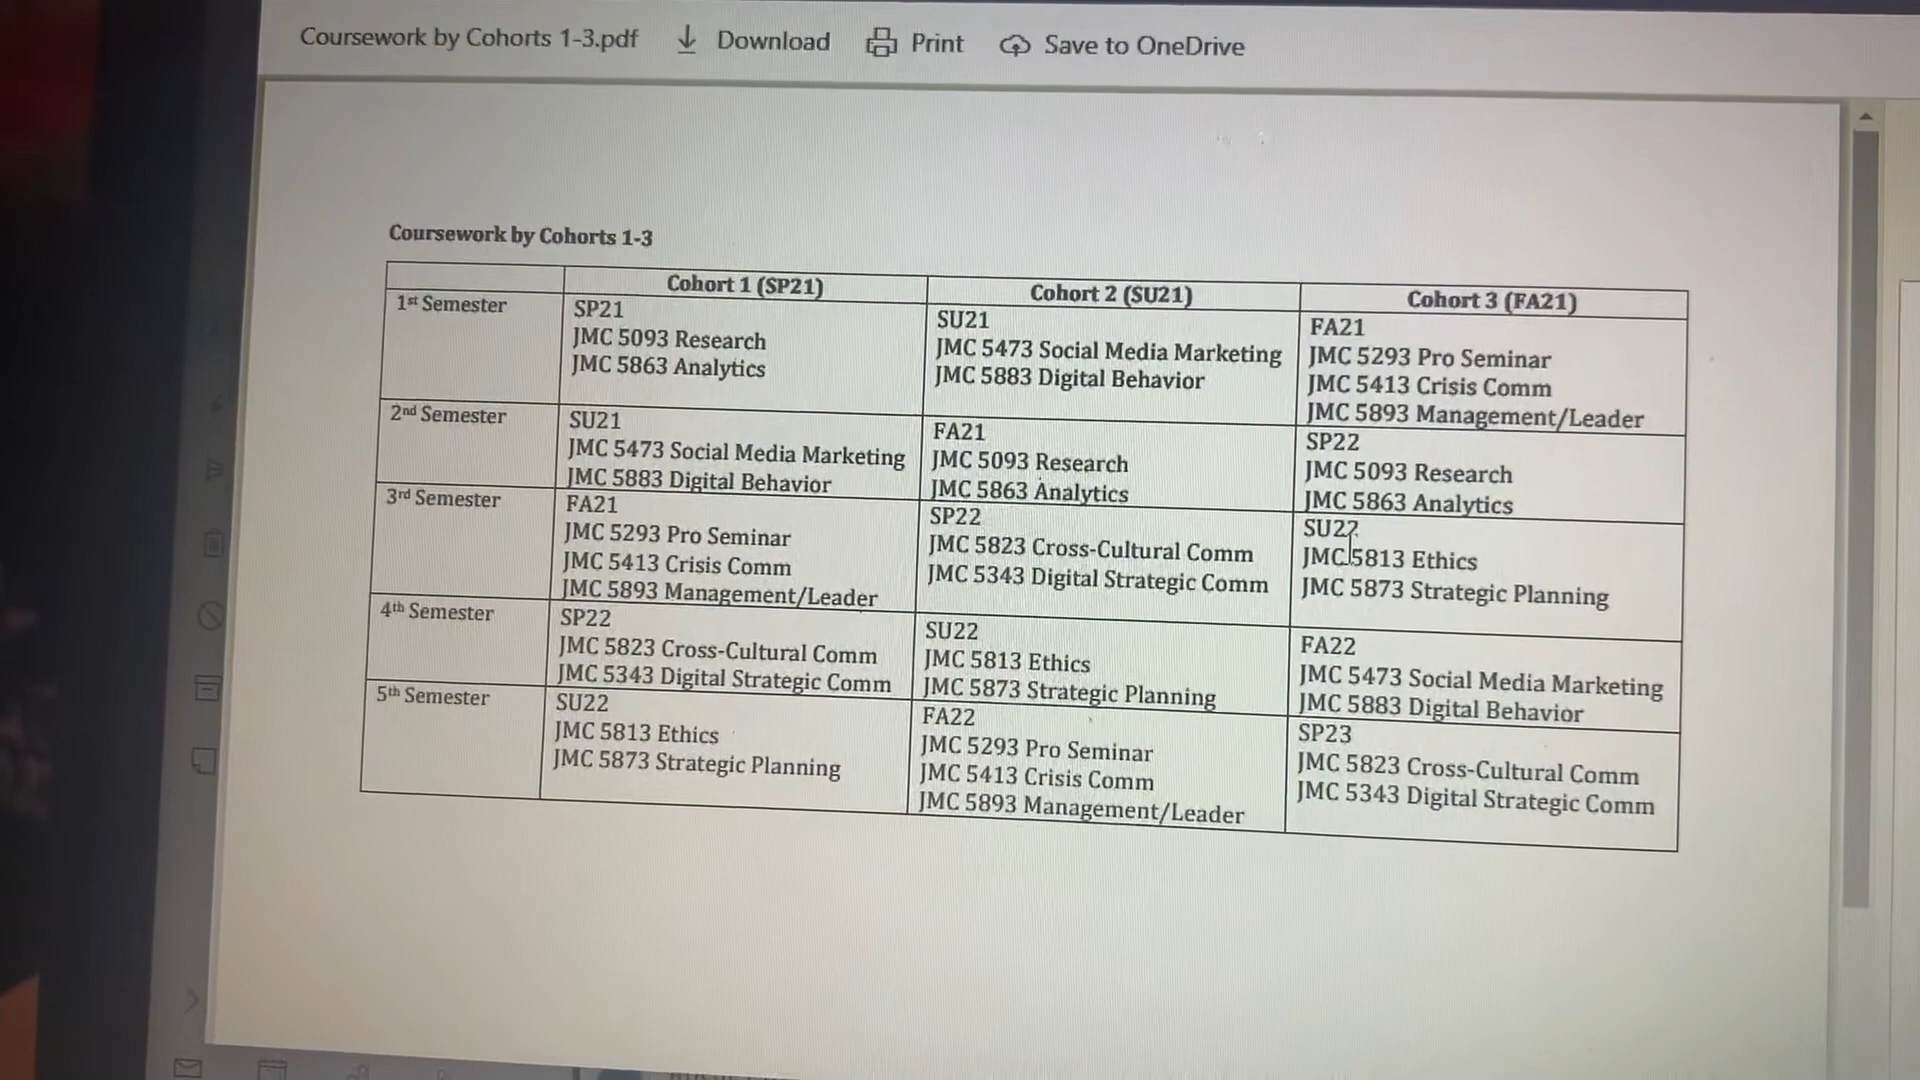 Coursework by Cohorts 1-3.pdf Download Print Save to OneDrive
Coursework by Cohorts 1-3
Cohort 1 (SP21) Cohort 2 (SU21) Cohort 3 (FA21)
1st Semester
SP21
JMC 5093 Research
JMC 5863 Analytics
SU21
JMC 5473 Social Media Marketing
JMC 5883 Digital Behavior
FA21
JMC 5293 Pro Seminar
JMC 5413 Crisis Comm
JMC 5893 Management/Leader
2nd Semester
SU21
JMC 5473 Social Media Marketing
JMC 5883 Digital Behavior
FA21
JMC 5093 Research
JMC 5863 Analytics
SP22
JMC 5093 Research
JMC 5863 Analytics
3rd Semester
FA21
JMC 5293 Pro Seminar
JMC 5413 Crisis Comm
JMC 5893 Management/Leader
SP22
JMC 5823 Cross-Cultural Comm
JMC 5343 Digital Strategic Comm
SU22
JMC 5813 Ethics
JMC 5873 Strategic Planning
4th Semester
SP22
JMC 5823 Cross-Cultural Comm
JMC 5343 Digital Strategic Comm
SU22
JMC 5813 Ethics
JMC 5873 Strategic Planning
FA22
JMC 5473 Social Media Marketing
JMC 5883 Digital Behavior
5th Semester
SU22
JMC 5813 Ethics
JMC 5873 Strategic Planning
FA22
JMC 5293 Pro Seminar
JMC 5413 Crisis Comm
JMC 5893 Management/Leader
SP23
JMC 5823 Cross-Cultural Comm
JMC 5343 Digital Strategic Comm